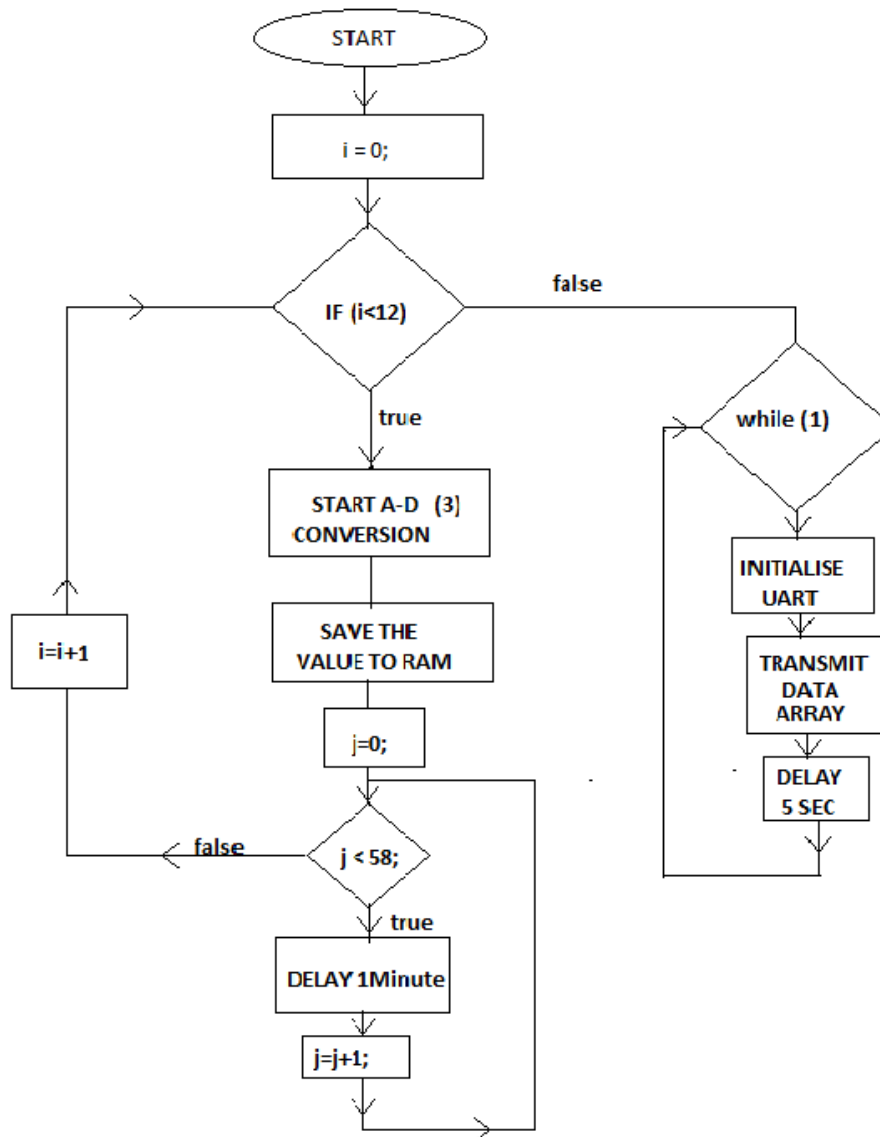 START
i = 0;
IF (i<12)
false
true
while (1)
START A-D (3)
CONVERSION
INITIALISE
UART
i=i+1
SAVE THE
VALUE TO RAM
TRANSMIT
DATA
ARRAY
j=0;
DELAY
5 SEC
false
j < 58;
true
DELAY 1Minute
j=j+1;